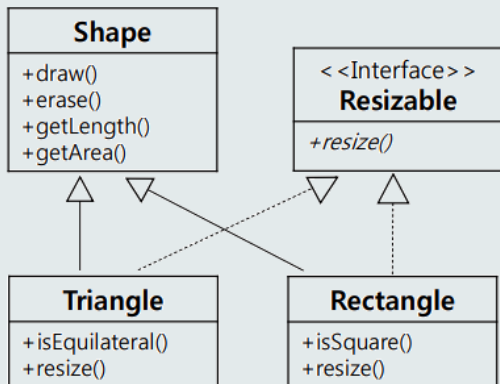 Shape
+draw()
+erase()
+getLength()
+getArea()
<<Interface>>
Resizable
+resize()
Triangle
+isEquilateral()
+resize()
Rectangle
+isSquare()
+resize()